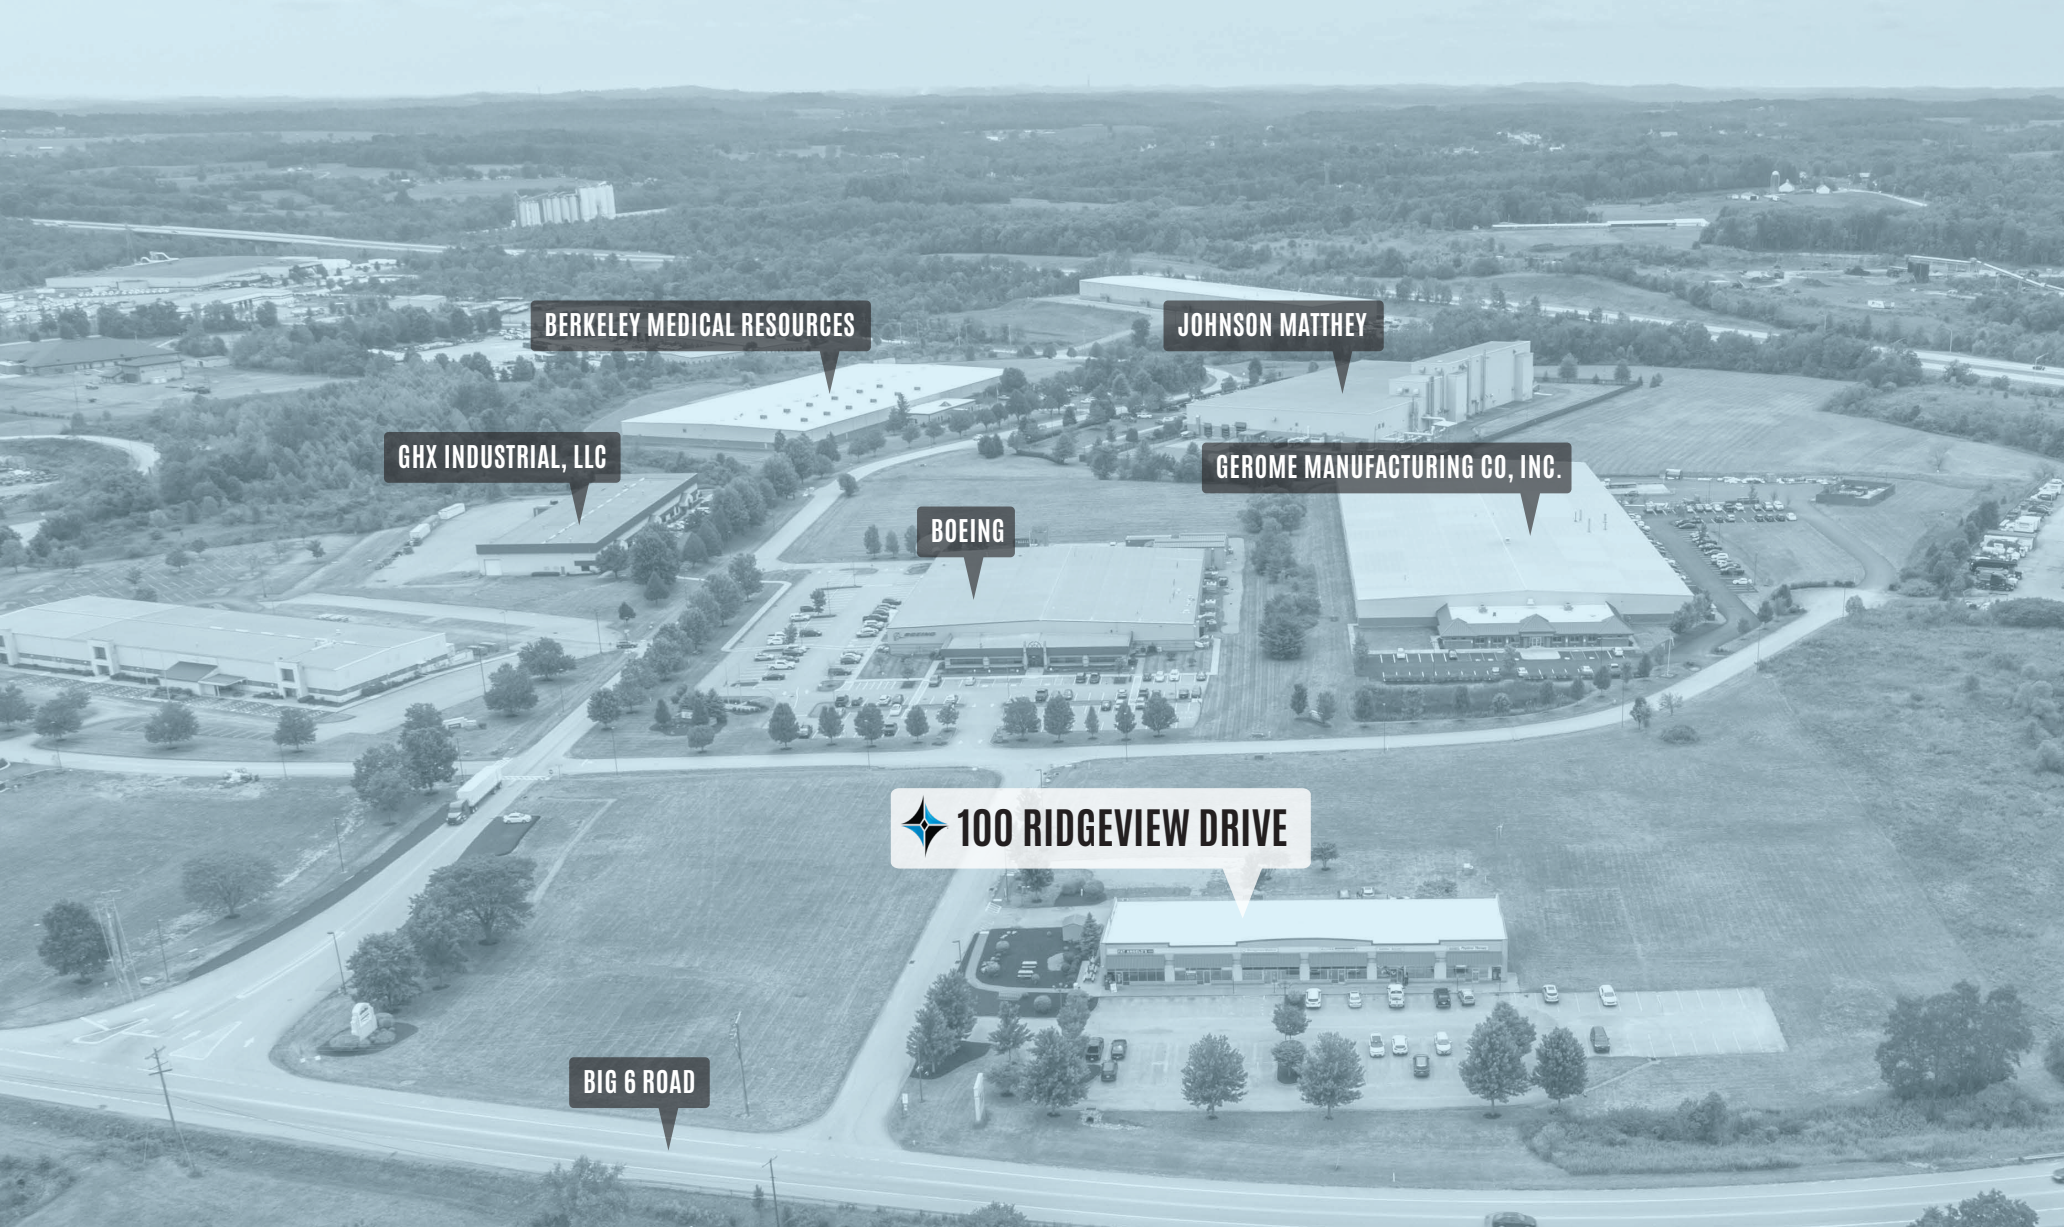 BERKELEY MEDICAL RESOURCES
JOHNSON MATTHEY
GHX INDUSTRIAL, LLC
GEROME MANUFACTURING CO, INC.
BOEING
BOEING
100 RIDGEVIEW DRIVE
BIG 6 ROAD